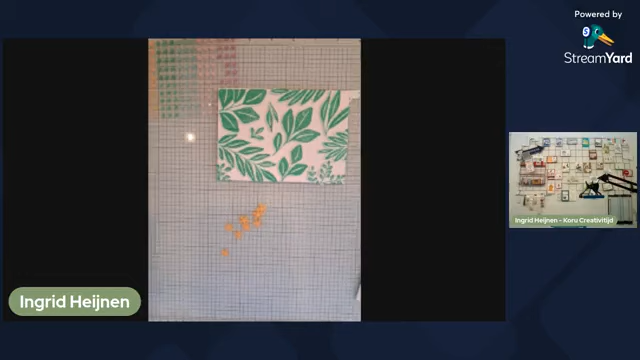 Powered by
StreamYard
Ingrid Heijnen - Koru Creativitijd
Ingrid Heijnen